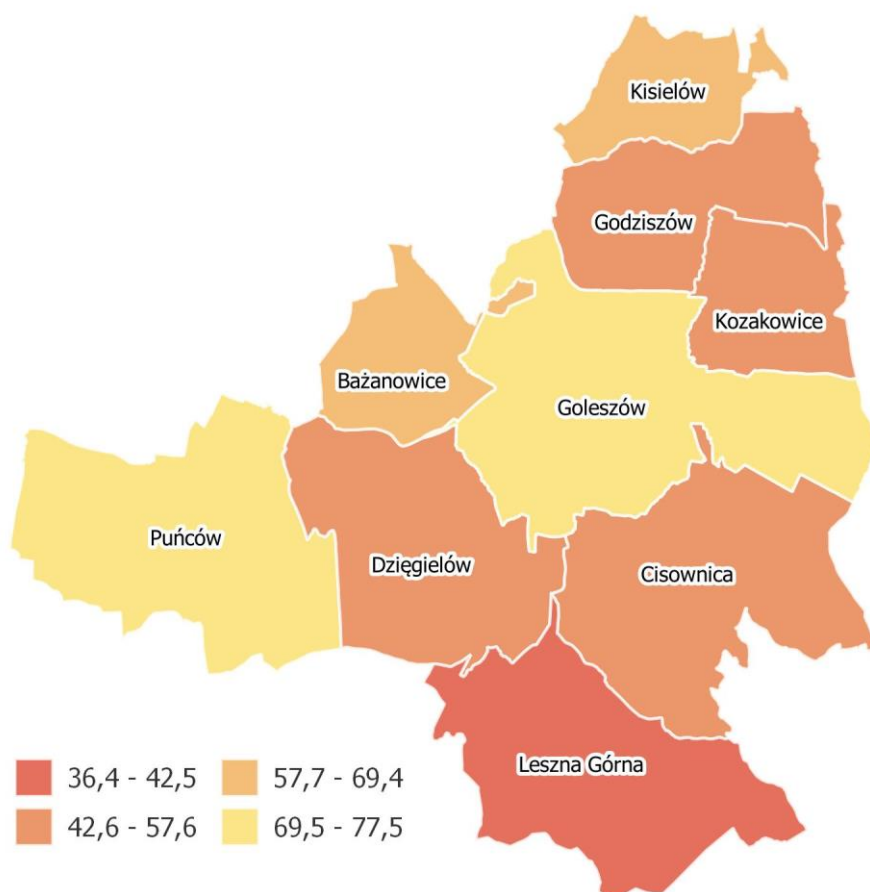 Kisielów
Godziszów
Kozakowice
Bażanowice
Goleszów
Puńców
Dzięgielów
Cisownica
Leszna Górna
36,4 - 42,5
57,7 - 69,4
42,6 - 57,6
69,5 - 77,5